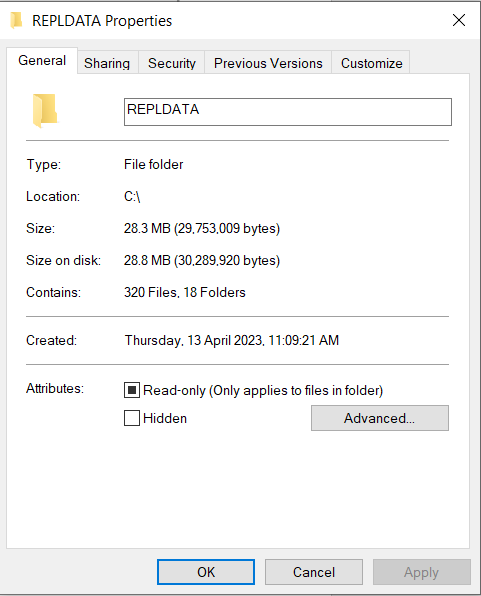 REPLDATA Properties
General Sharing Security Previous Versions Customize
REPLDATA
Type: File folder
Location: C:\
Size: 28.3 MB (29,753,009 bytes)
Size on disk: 28.8 MB (30,289,920 bytes)
Contains: 320 Files, 18 Folders
Created: Thursday, 13 April 2023, 11:09:21 AM
Attributes: Read-only (Only applies to files in folder)
Hidden Advanced...
OK Cancel Apply